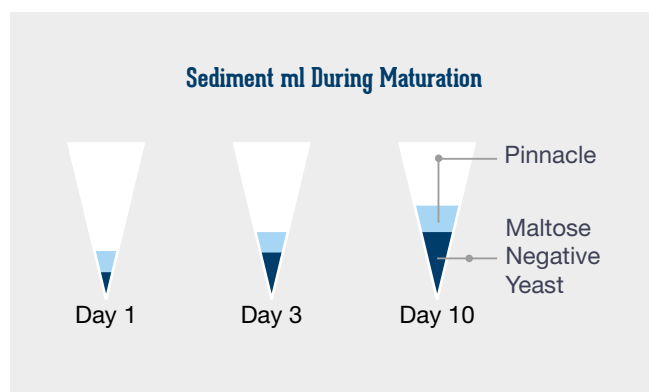 Sediment ml During Maturation
Pinnacle
Maltose
Negative
Yeast
Day 1
Day 3
Day 10